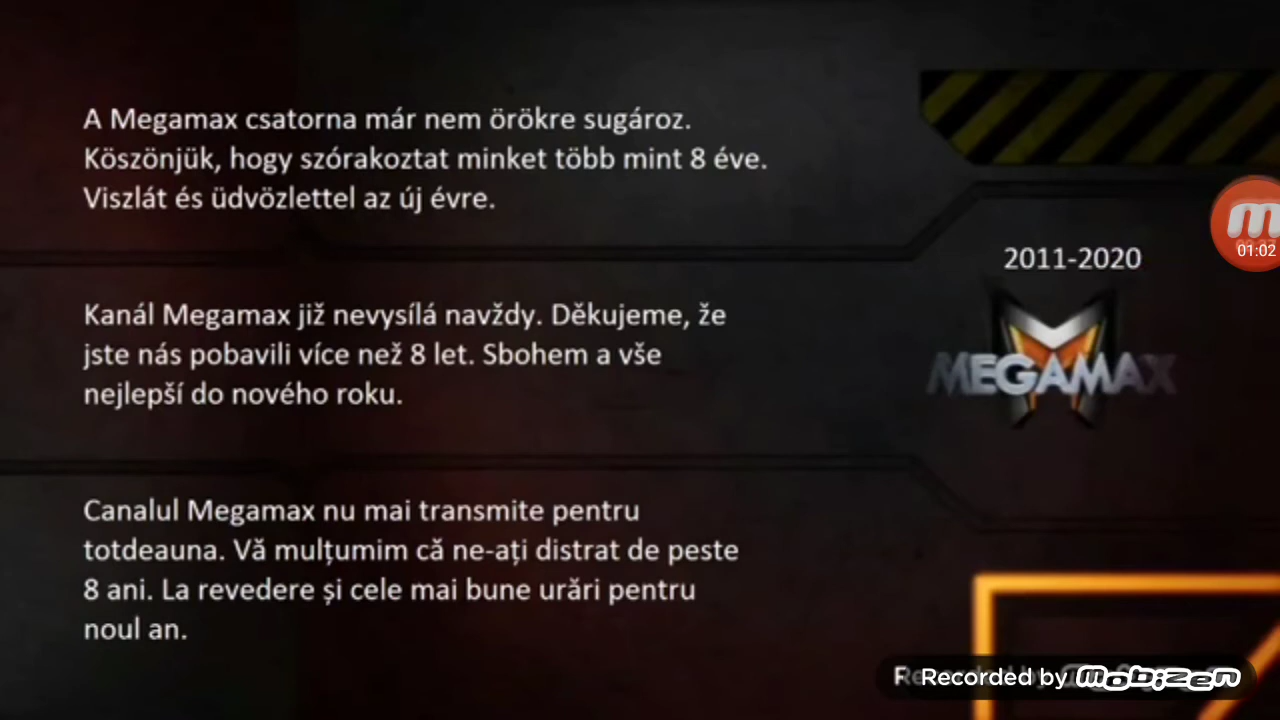 A Megamax csatorna már nem örökre sugároz.
Köszönjük, hogy szórakoztat minket több mint 8 éve.
Viszlát és üdvözlettel az új évre.
2011-2020
MEGAMAX
Kanál Megamax již nevysílá navždy. Děkujeme, že
jste nás pobavili více než 8 let. Sbohem a vše
nejlepší do nového roku.
Canalul Megamax nu mai transmite pentru
totdeauna. Vă mulțumim că ne-ați distrat de peste
8 ani. La revedere și cele mai bune urări pentru
noul an.
m
01:02
Recorded by Mobizen